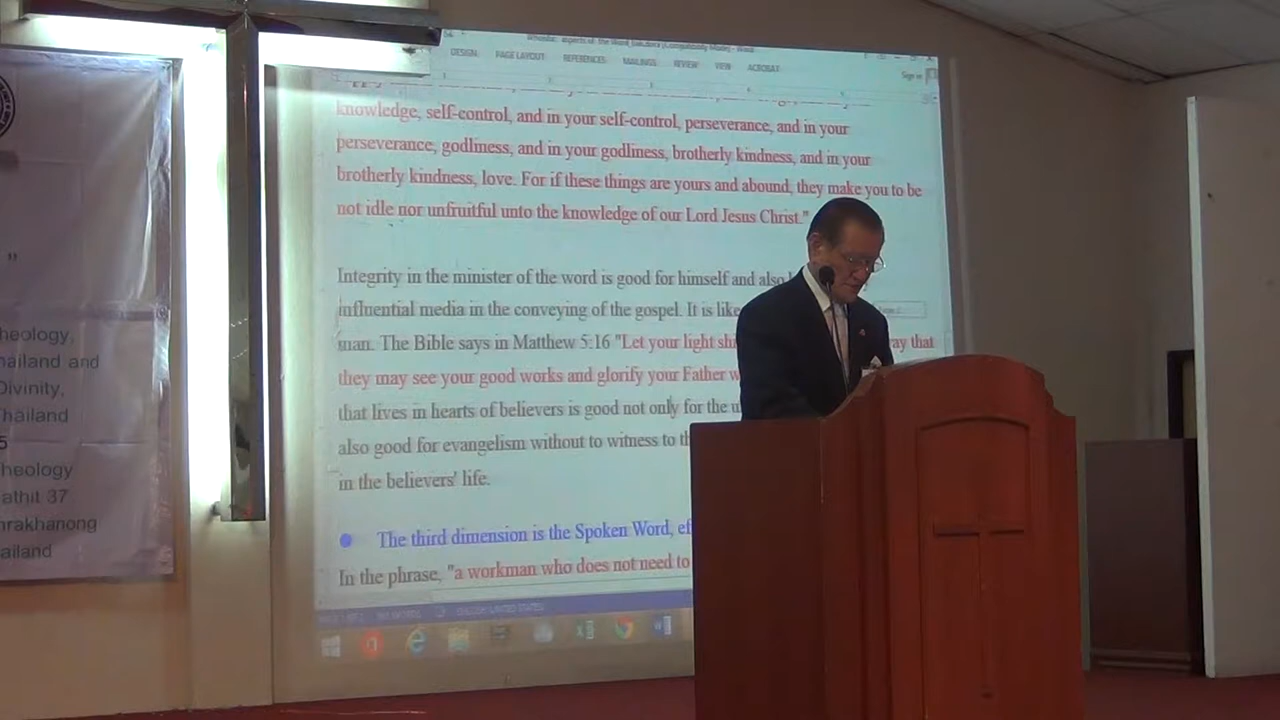 DESIGN PAGE LAYOUT REFERENCES MAILINGS REVIEW VIEW ACROBAT
Sign in
knowledge, self-control, and in your self-control, perseverance, and in your
perseverance, godliness, and in your godliness, brotherly kindness, and in your
brotherly kindness, love. For if these things are yours and abound, they make you to be
not idle nor unfruitful unto the knowledge of our Lord Jesus Christ."
Integrity in the minister of the word is good for himself and also
influential media in the conveying of the gospel. It is like
man. The Bible says in Matthew 5:16 "Let your light way that
they may see your good works and glorify your Father
that lives in hearts of believers is good not only for the
also good for evangelism without to witness to
in the believers' life.
● The third dimension is the Spoken Word,
In the phrase, "a workman who does not need to
"
heology,
hailand and
Divinity,
hailand
5
heology
athit 37
hrakhanong
ailand